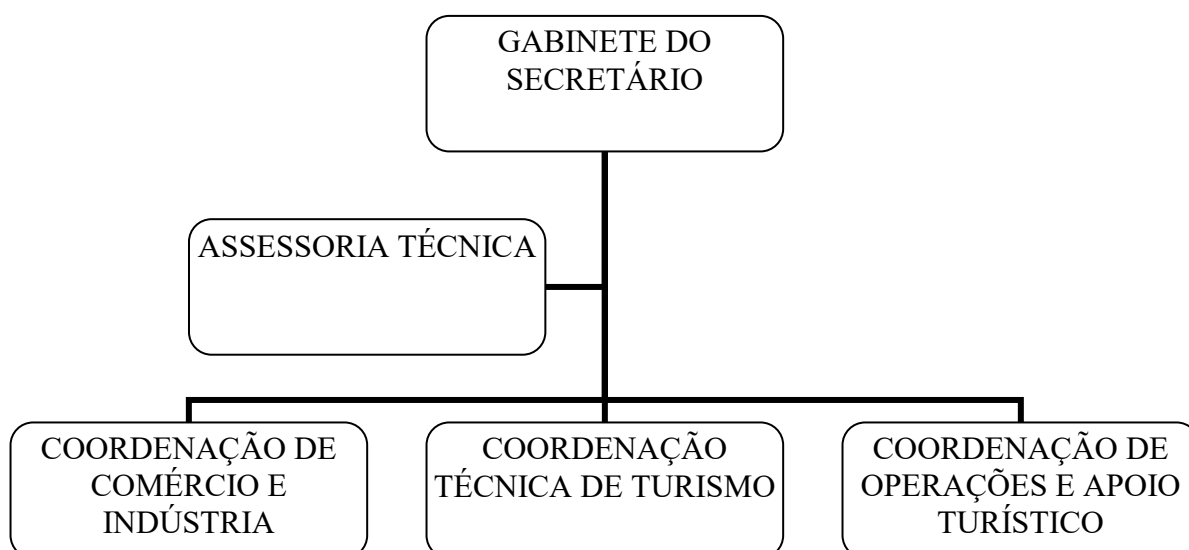 GABINETE DO
SECRETÁRIO
ASSESSORIA TÉCNICA
COORDENAÇÃO DE
COMÉRCIO E
INDÚSTRIA
COORDENAÇÃO
TÉCNICA DE TURISMO
COORDENAÇÃO DE
OPERAÇÕES E APOIO
TURÍSTICO